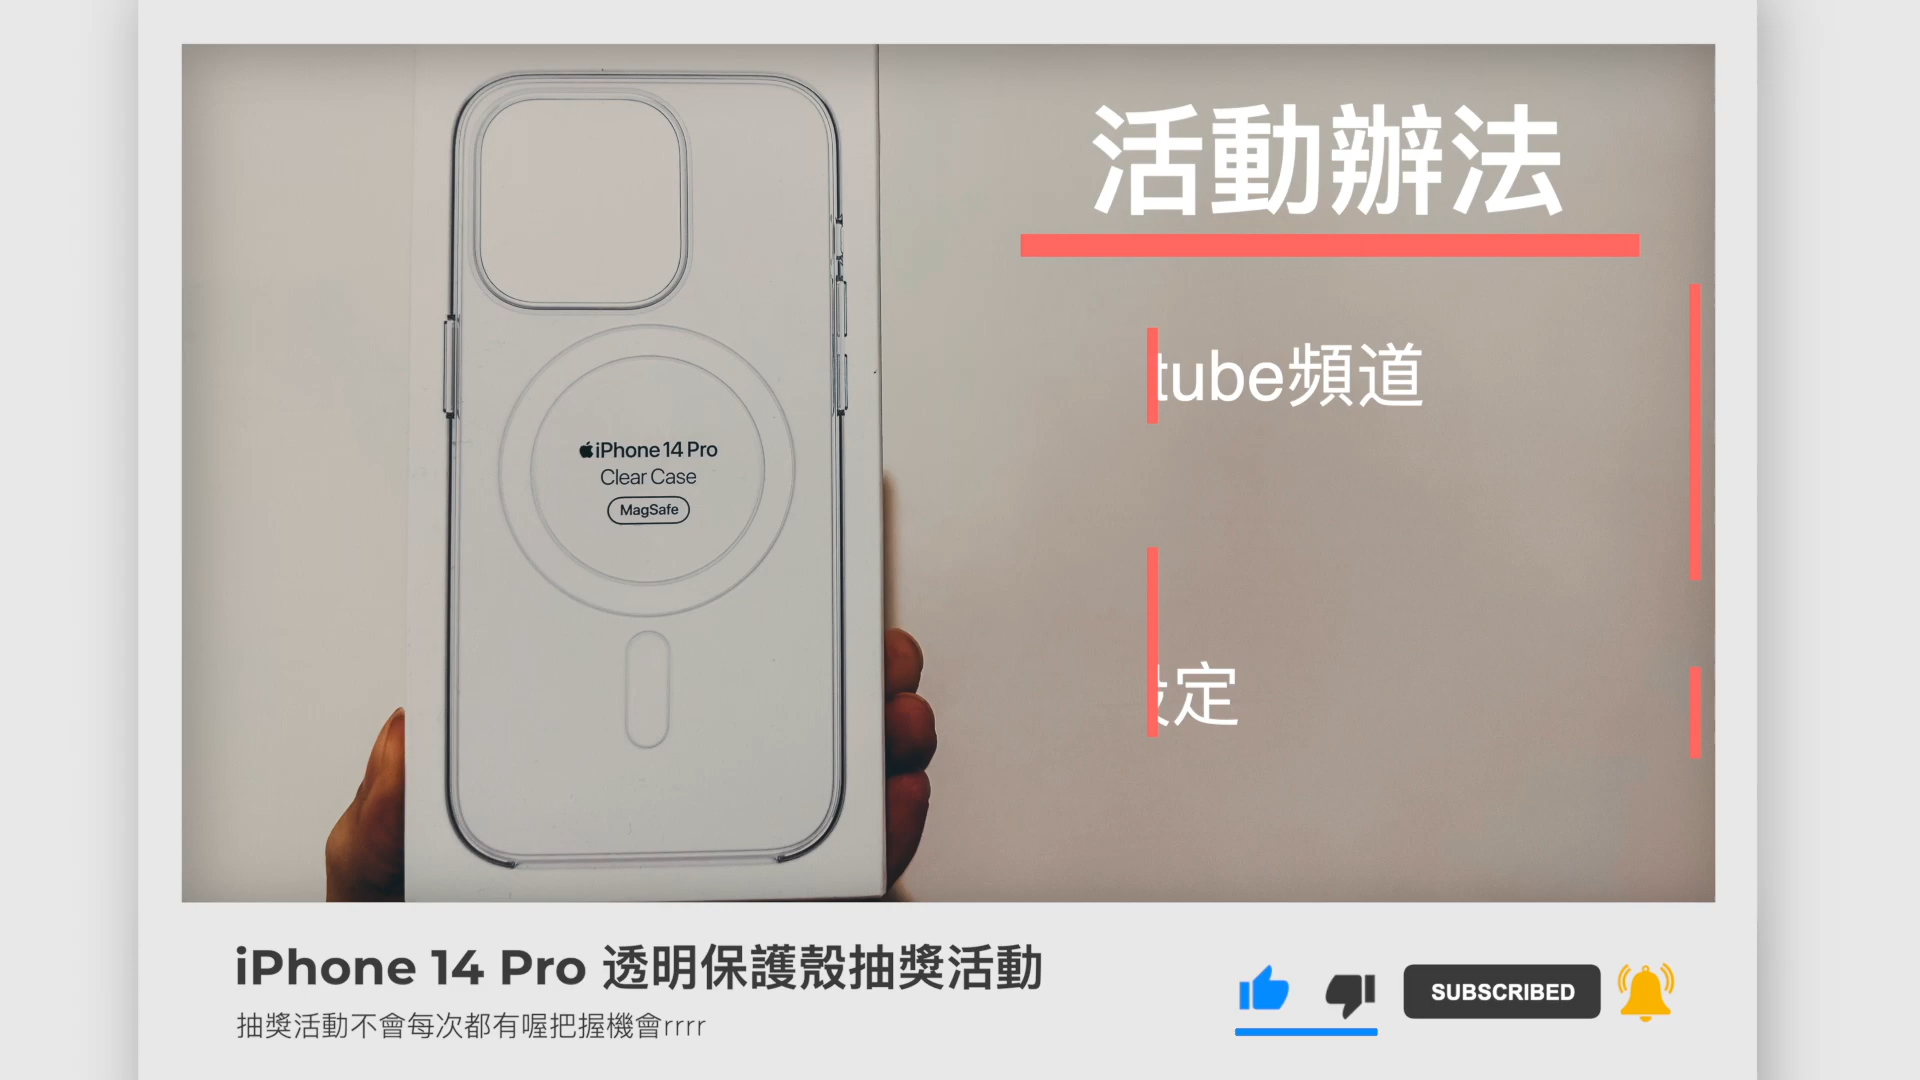 活動辦法
tube頻道
定
iPhone 14 Pro
Clear Case
MagSafe
iPhone 14 Pro 透明保護殼抽獎活動
抽獎活動不會每次都有喔把握機會rrrr
SUBSCRIBED